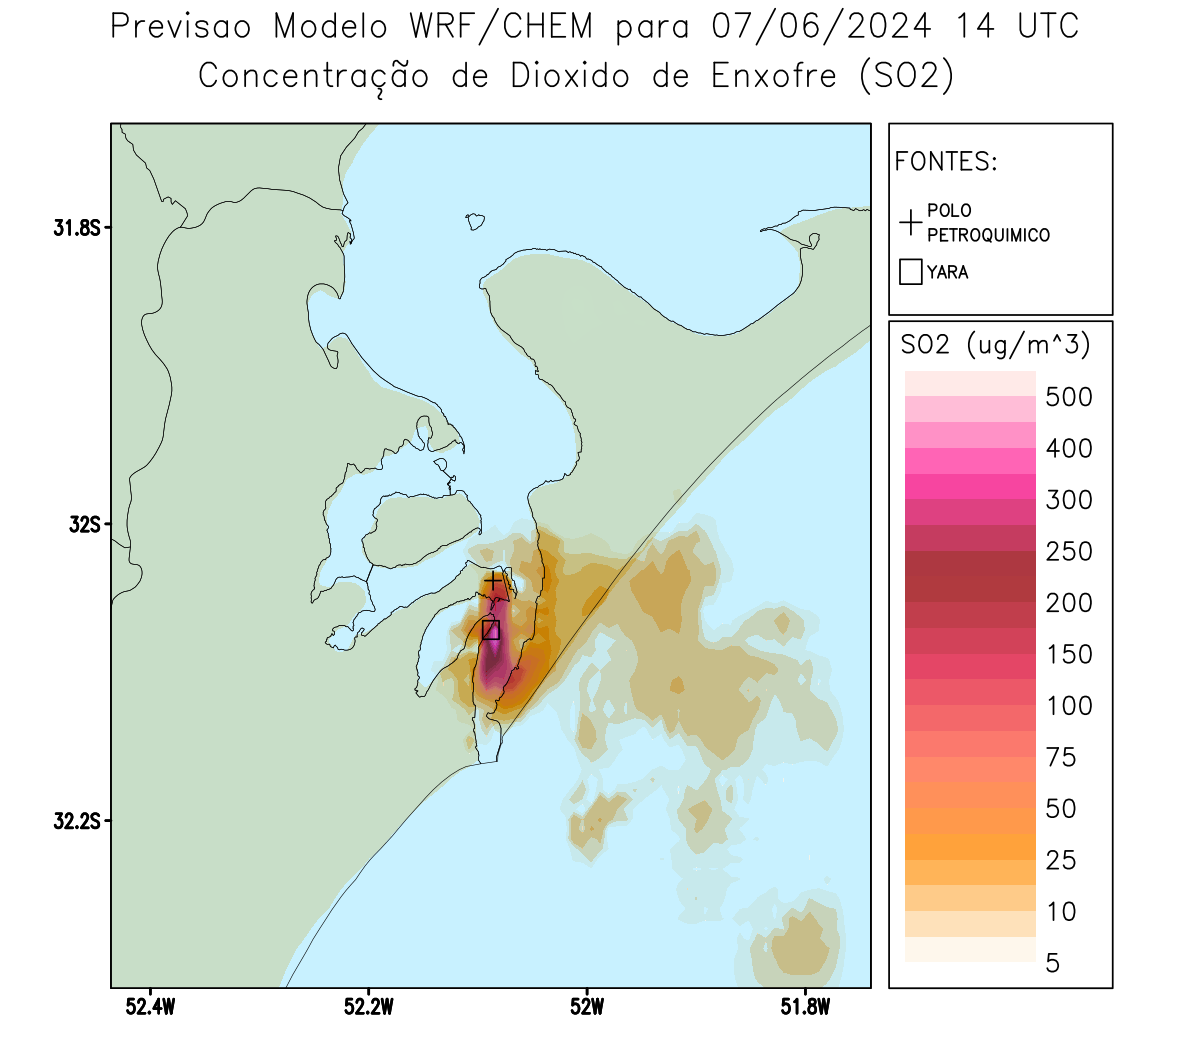 Previsao Modelo WRF/CHEM para 07/06/2024 14 UTC
Concentração de Dioxido de Enxofre (SO2)
FONTES:
POLO
PETROQUIMICO
YARA
SO2 (ug/m^3)
500
400
300
250
200
150
100
75
50
25
10
5
31.8S
32S
32.2S
52.4W
52.2W
52W
51.8W